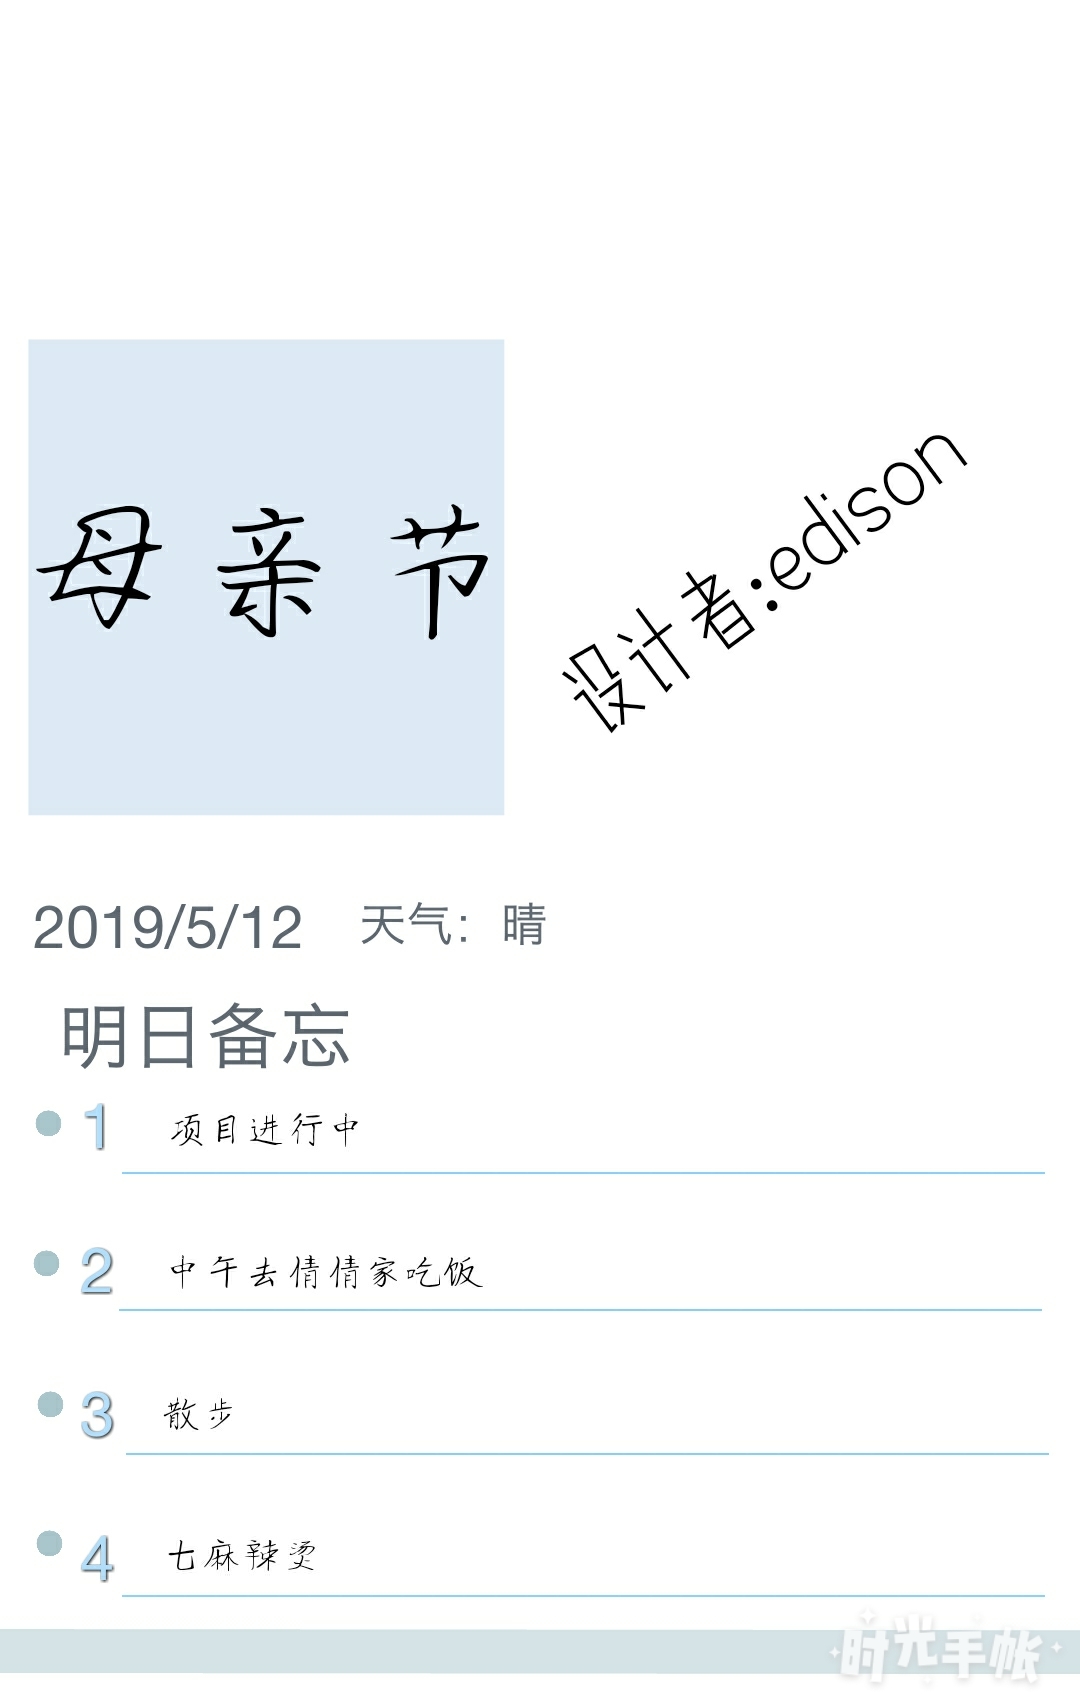 母亲节
设计者:edison
2019/5/12 天气：晴
明日备忘
1 项目进行中
2 中午去倩倩家吃饭
3 散步
4 七麻辣烫
时光手帐